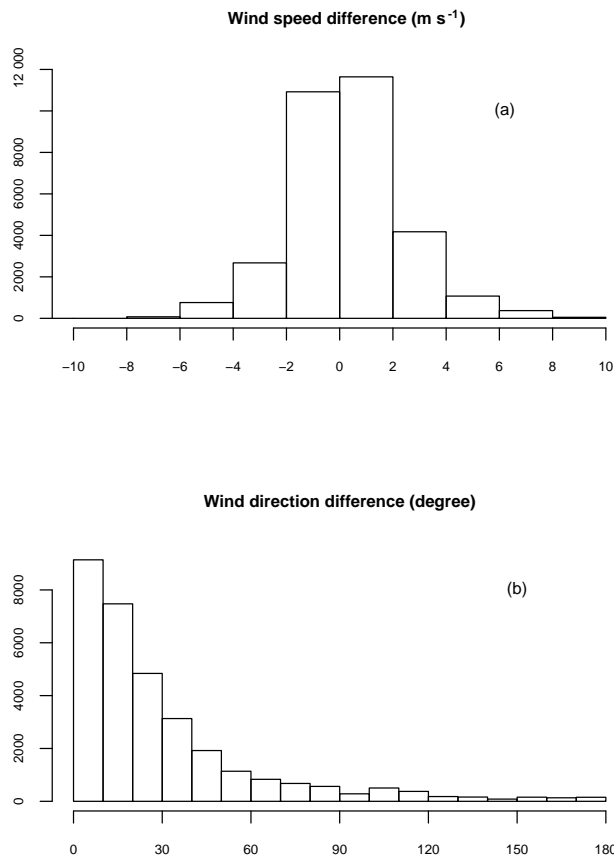 Wind speed difference (m s⁻¹)
(a)
12 000
8000
6000
4000
2000
0
−10 −8 −6 −4 −2 0 2 4 6 8 10
Wind direction difference (degree)
(b)
8000
6000
4000
2000
0
0 30 60 90 120 150 180